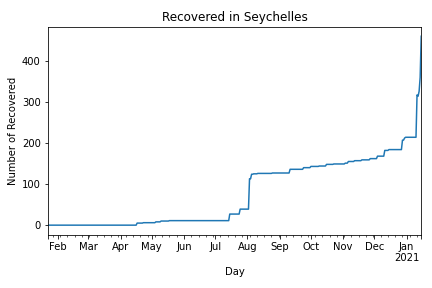 Recovered in Seychelles
Number of Recovered
400
300
200
100
0
Feb Mar Apr May Jun Jul Aug Sep Oct Nov Dec Jan
2021
Day